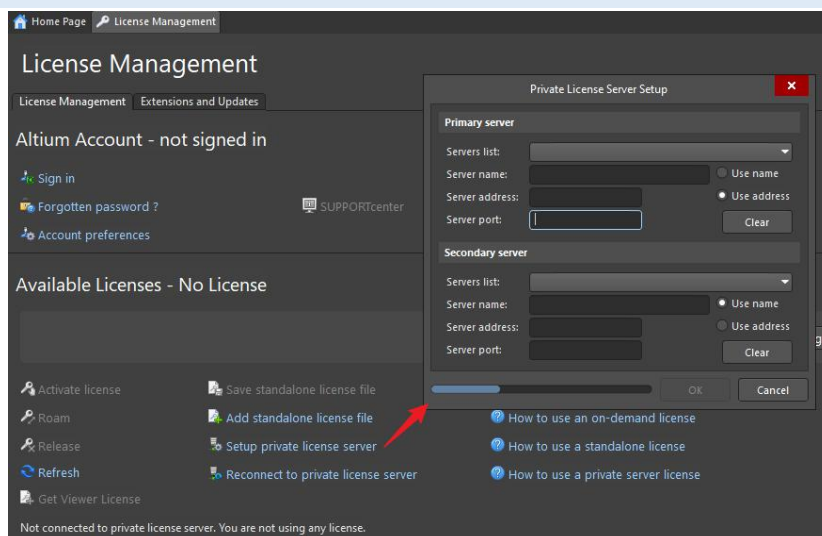 Home Page License Management
License Management
License Management Extensions and Updates
Altium Account - not signed in
Sign in
Forgotten password ? SUPPORTcenter
Account preferences
Available Licenses - No License
Activate license Save standalone license file
Roam Add standalone license file How to use an on-demand license
Release Setup private license server How to use a standalone license
Refresh Reconnect to private license server How to use a private server license
Get Viewer License
Not connected to private license server. You are not using any license.
Private License Server Setup
Primary server
Servers list:
Server name: Use name
Server address: Use address
Server port: Clear
Secondary server
Servers list:
Server name: Use name
Server address: Use address
Server port: Clear
OK Cancel